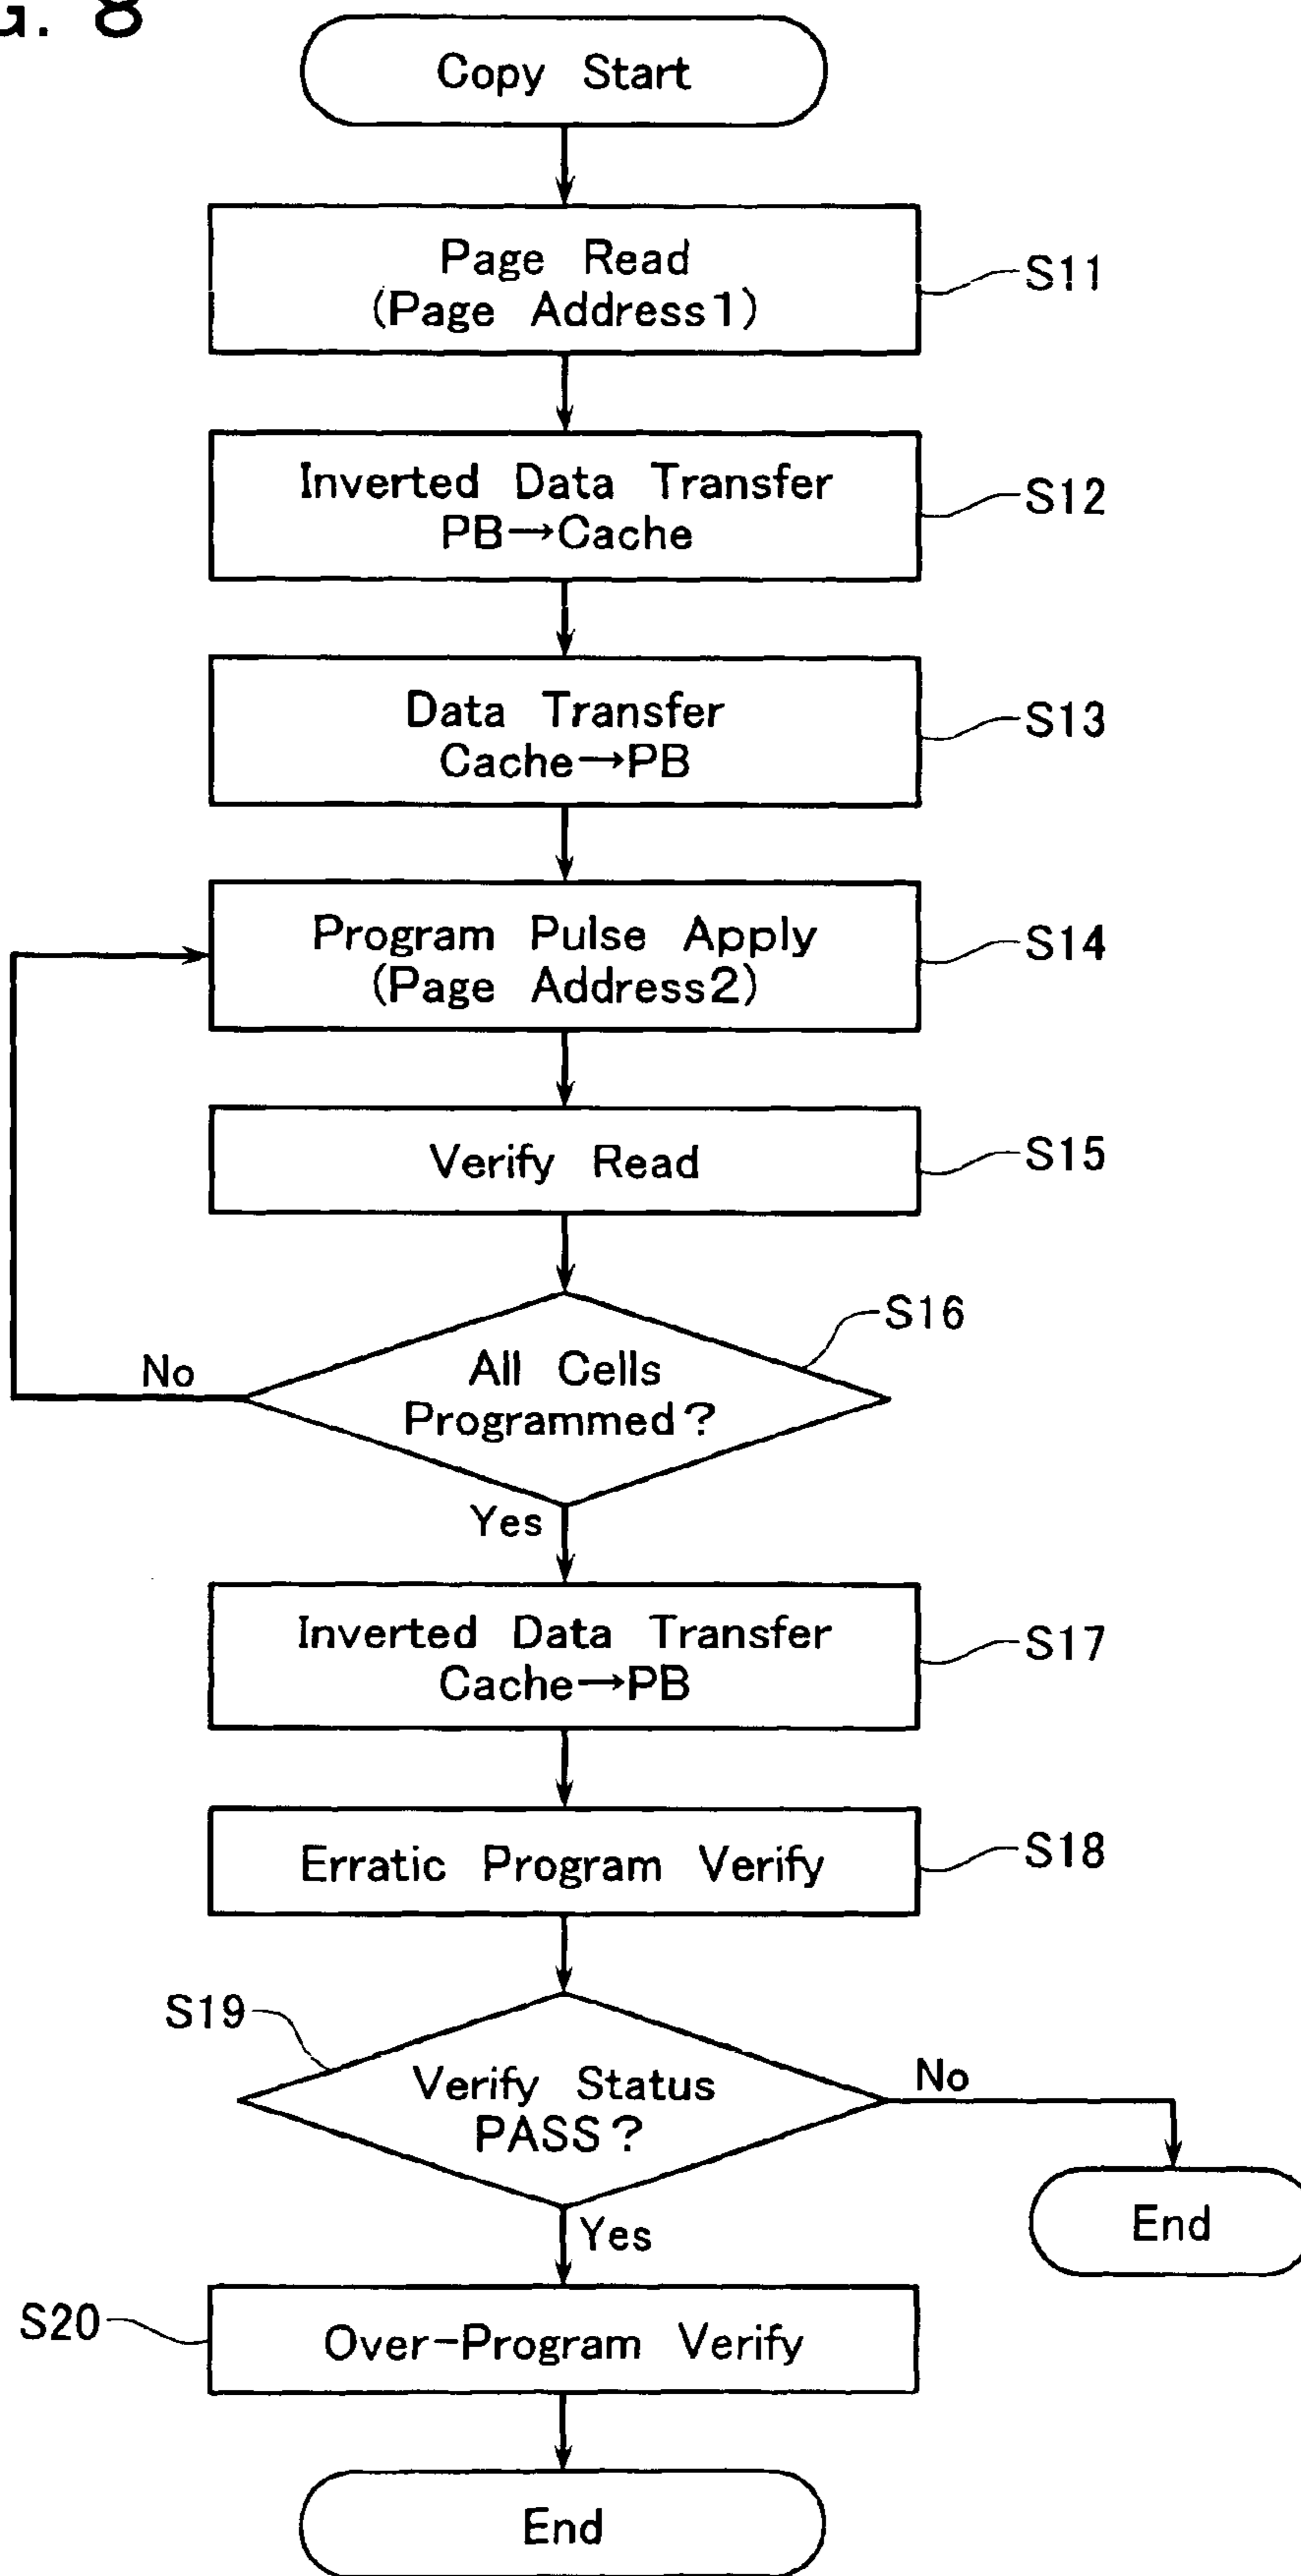 G. 8
Copy Start
Page Read
(Page Address1)
S11
Inverted Data Transfer
PB→Cache
S12
Data Transfer
Cache→PB
S13
Program Pulse Apply
(Page Address2)
S14
Verify Read
S15
S16
All Cells
Programmed?
No
Yes
Inverted Data Transfer
Cache→PB
S17
Erratic Program Verify
S18
S19
Verify Status
PASS?
No
End
Yes
S20
Over-Program Verify
End